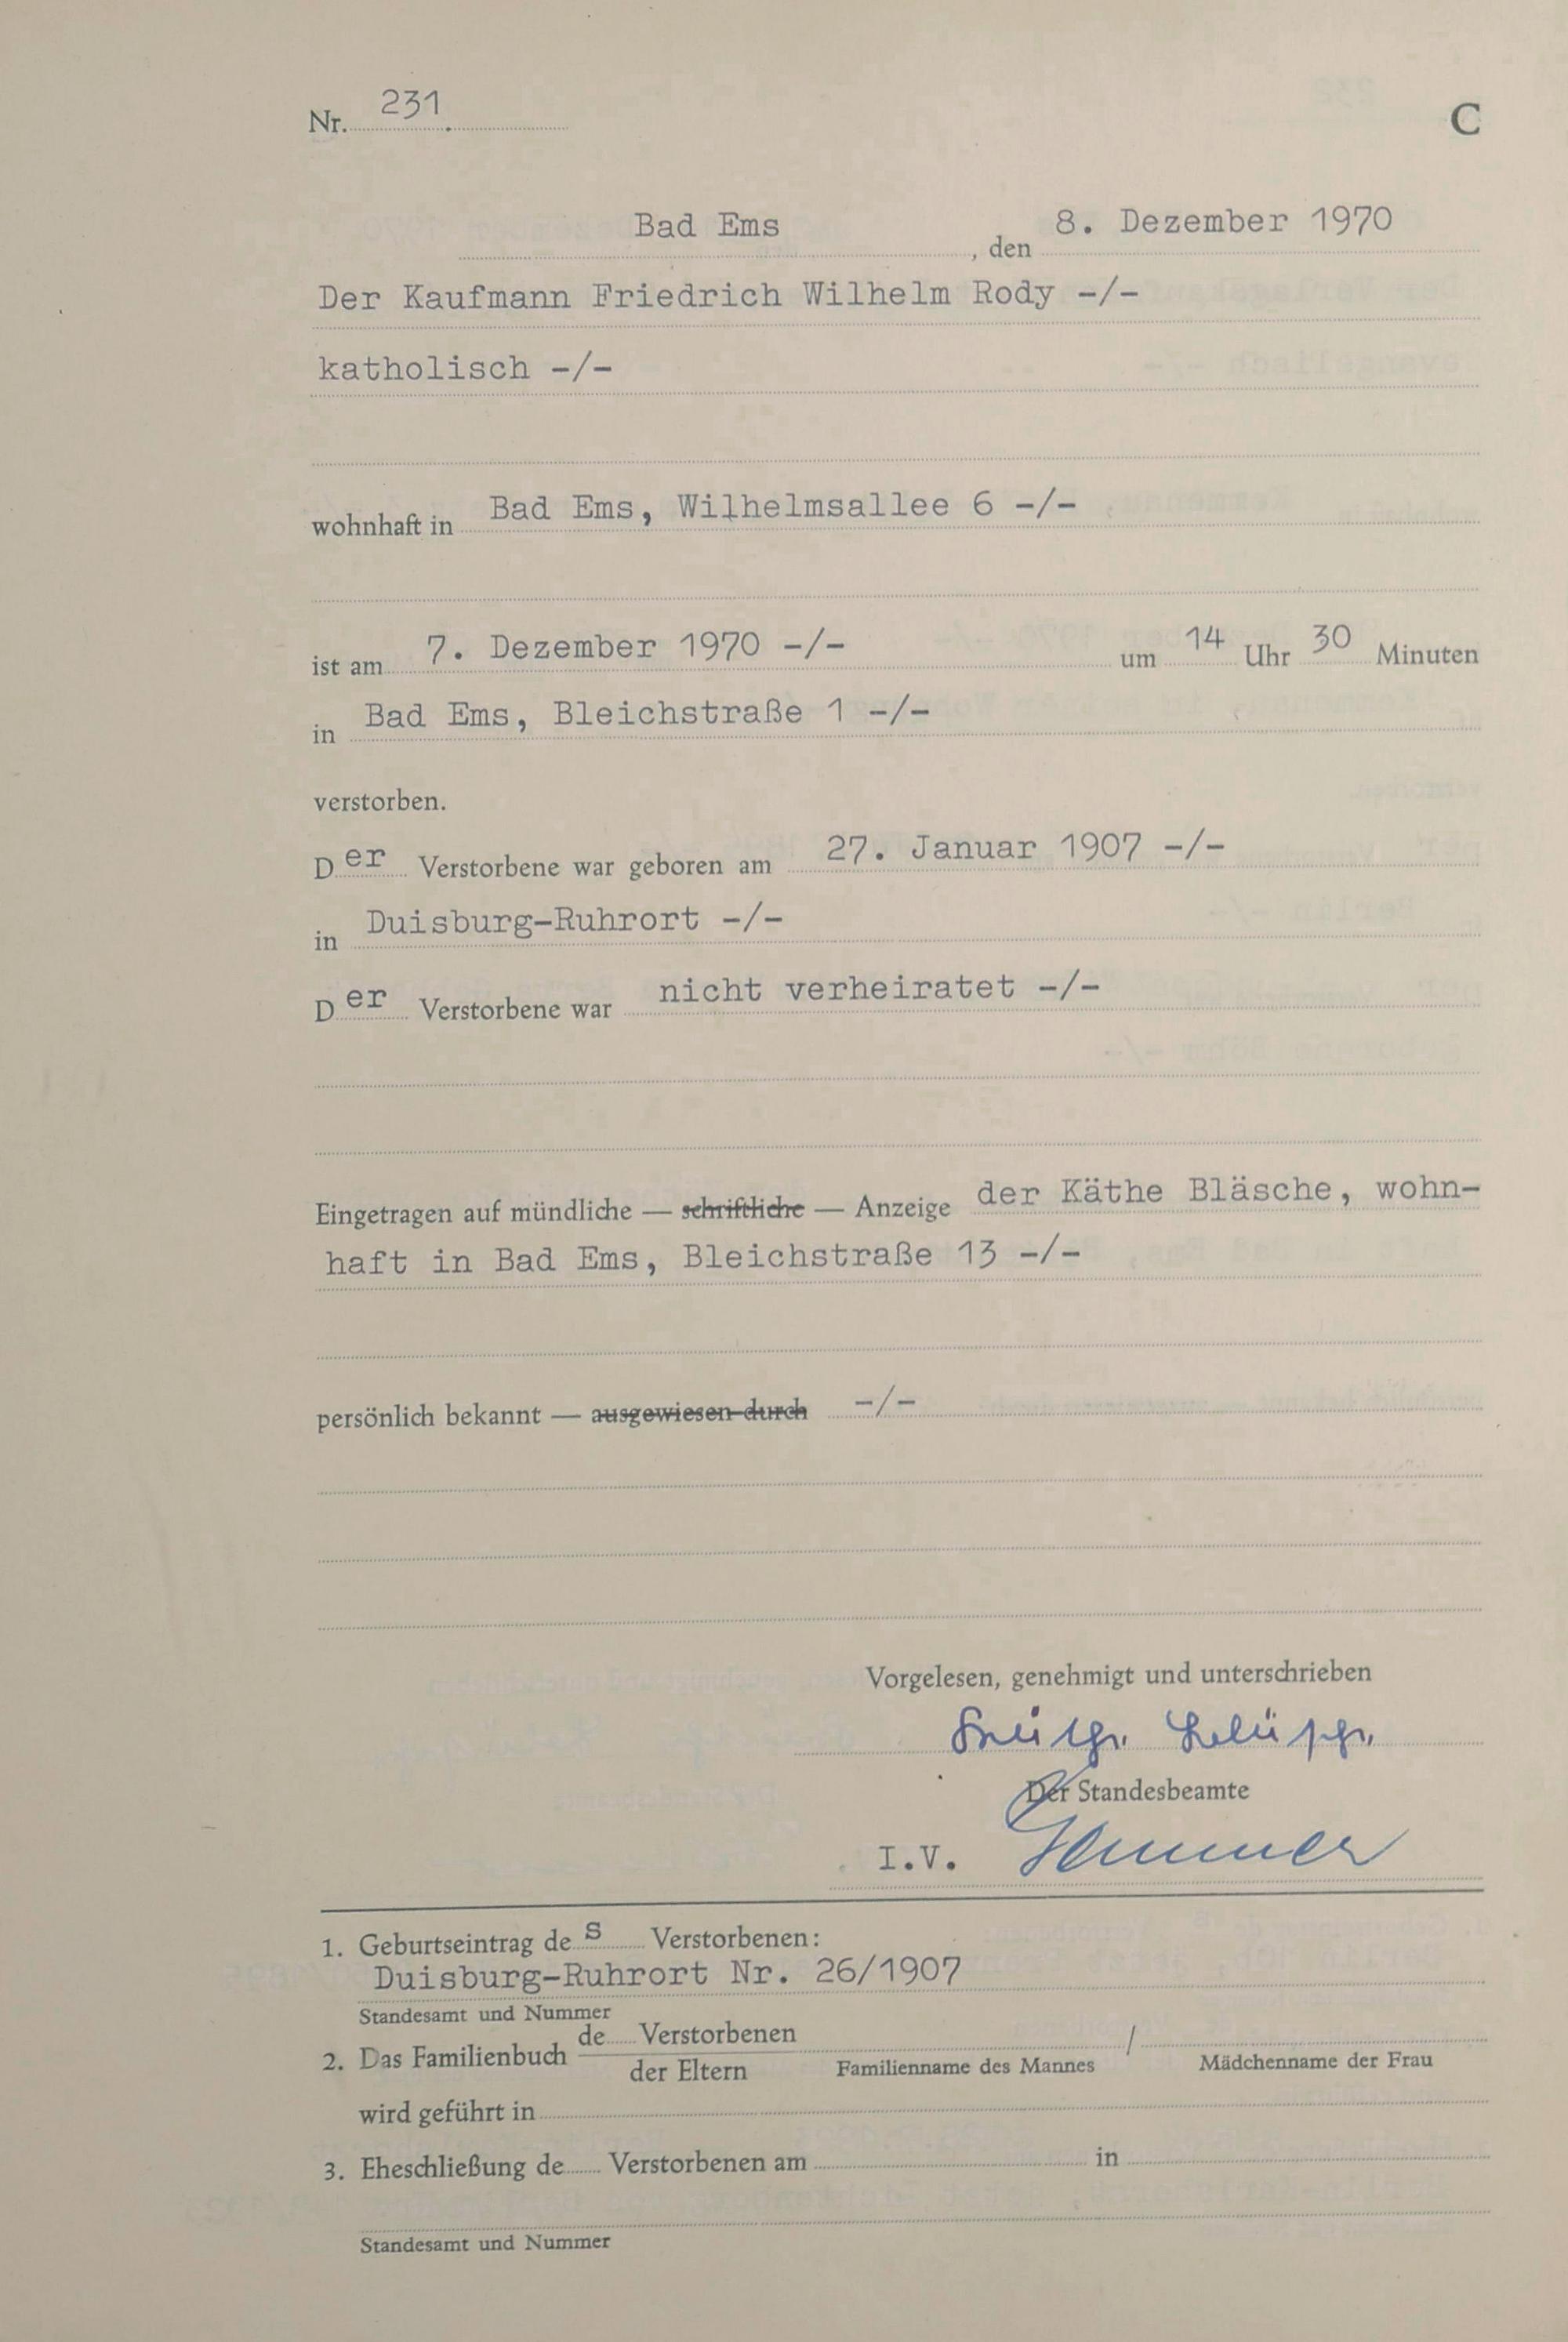 Nr. 231.
C
Bad Ems, den 8. Dezember 1970
Der Kaufmann Friedrich Wilhelm Rody -/-
katholisch -/-
wohnhaft in Bad Ems, Wilhelmsallee 6 -/-
ist am 7. Dezember 1970 -/- um 14 Uhr 30 Minuten
in Bad Ems, Bleichstraße 1 -/-
verstorben.
Der Verstorbene war geboren am 27. Januar 1907 -/-
in Duisburg-Ruhrort -/-
Der Verstorbene war nicht verheiratet -/-
Eingetragen auf mündliche — schriftliche — Anzeige der Käthe Bläsche, wohn-
haft in Bad Ems, Bleichstraße 13 -/-
persönlich bekannt — ausgewiesen durch -/-
Vorgelesen, genehmigt und unterschrieben
Käthe Bläsche
Der Standesbeamte
I.V.
1. Geburtseintrag des Verstorbenen:
Duisburg-Ruhrort Nr. 26/1907
Standesamt und Nummer
2. Das Familienbuch de Verstorbenen /
der Eltern Familienname des Mannes Mädchenname der Frau
wird geführt in
3. Eheschließung de Verstorbenen am in
Standesamt und Nummer